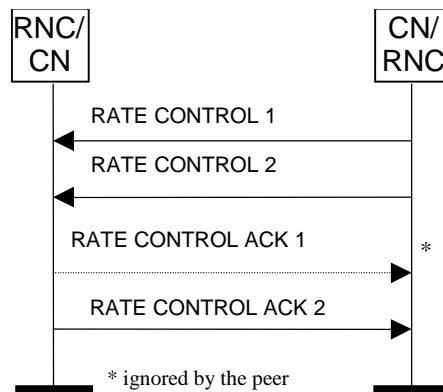 RNC/
CN
CN/
RNC
RATE CONTROL 1
RATE CONTROL 2
RATE CONTROL ACK 1
*
RATE CONTROL ACK 2
* ignored by the peer